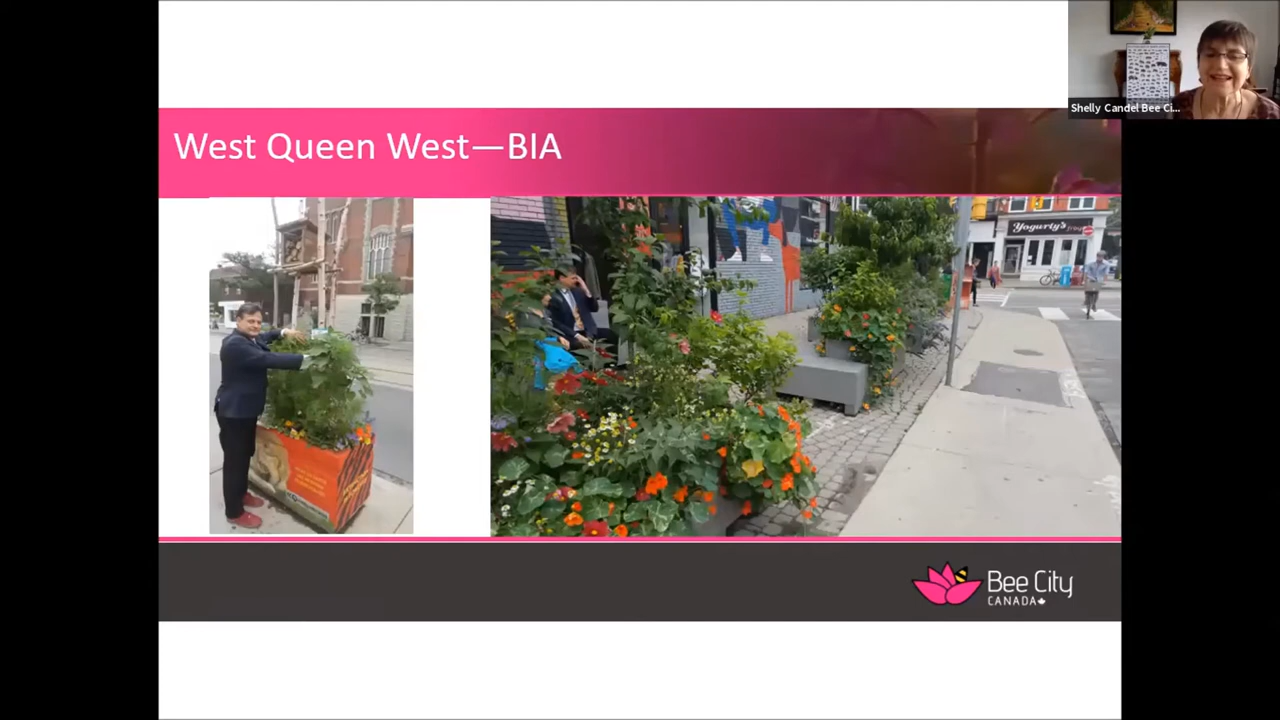 Shelly Candel Bee Ci...
West Queen West—BIA
Yogurty's
Bee City
CANADA